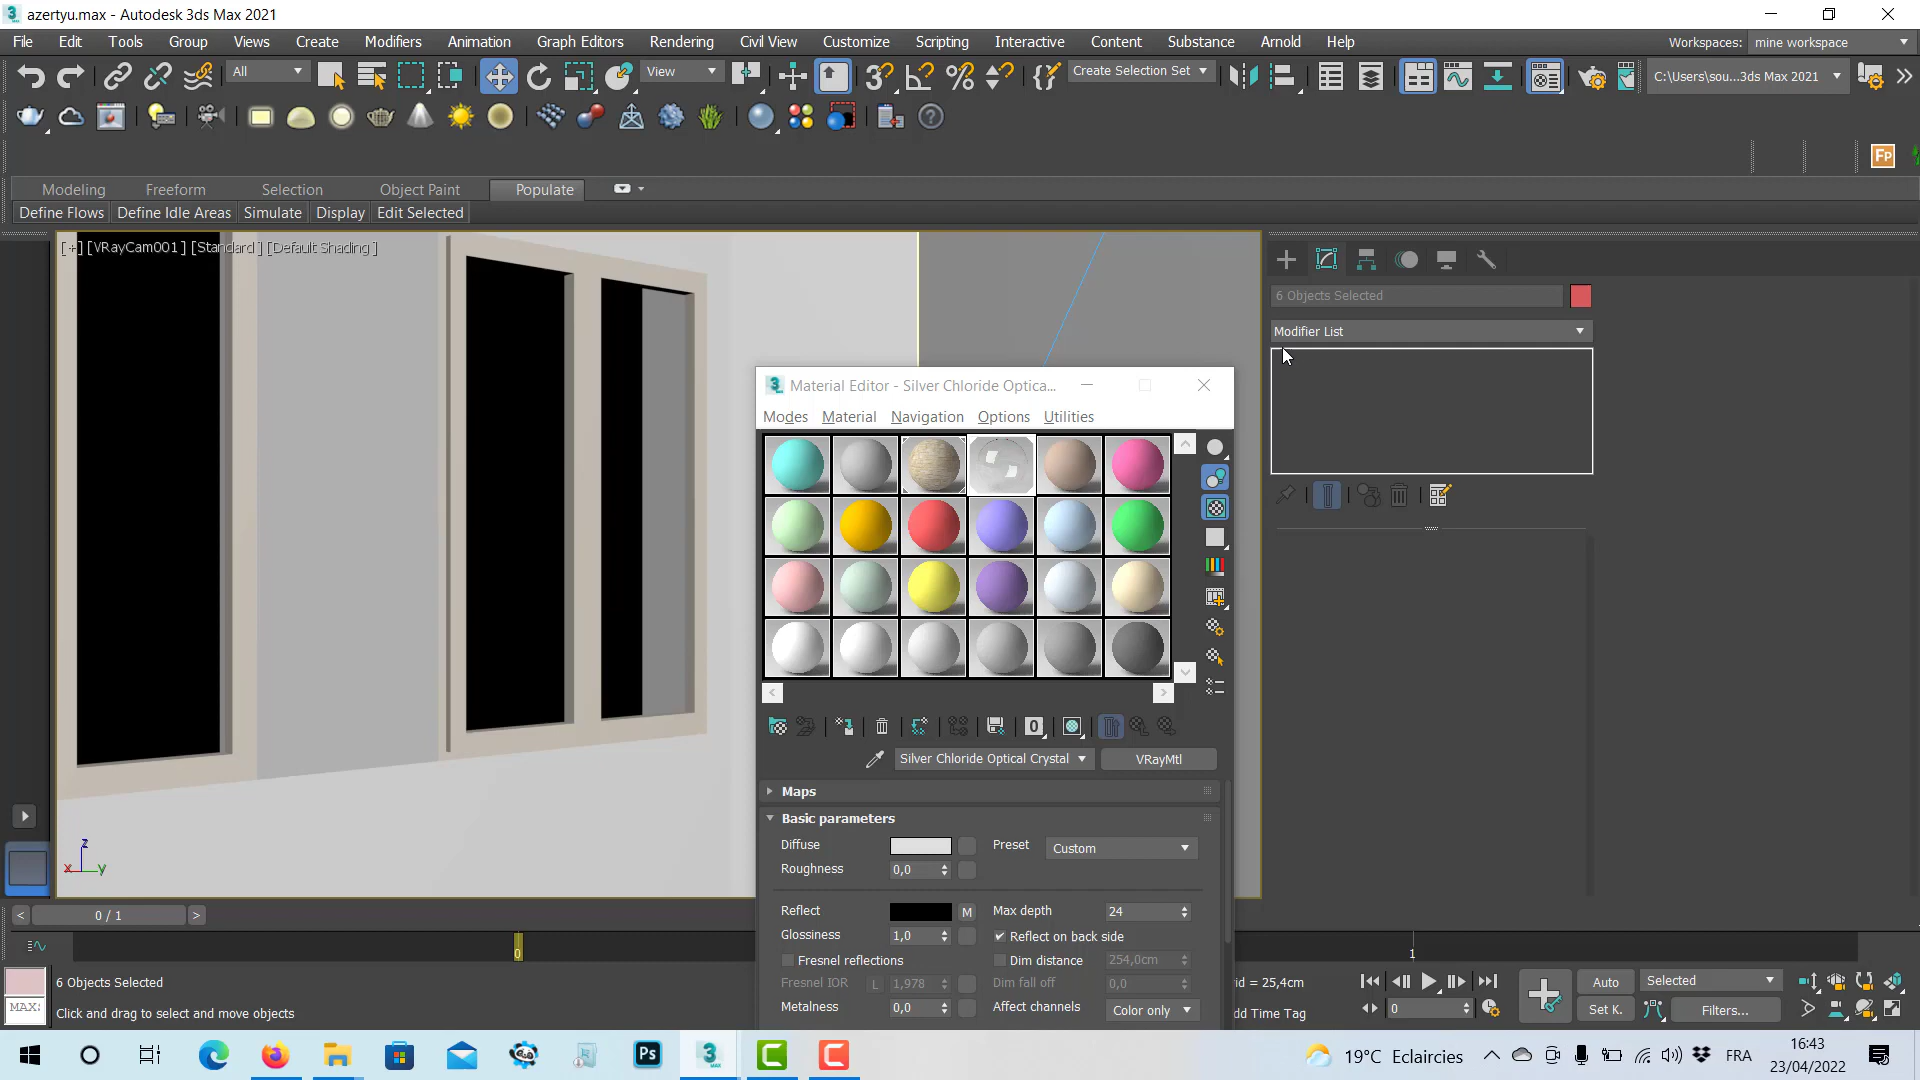 azertyu.max - Autodesk 3ds Max 2021
File Edit Tools Group Views Create Modifiers Animation Graph Editors Rendering Civil View Customize Scripting Interactive Content Substance Arnold Help Workspaces: mine workspace
All View Create Selection Set C:\Users\sou...3ds Max 2021
Fp
Modeling Freeform Selection Object Paint Populate
Define Flows Define Idle Areas Simulate Display Edit Selected
[+] [VRayCam001] [Standard] [Default Shading]
6 Objects Selected
Modifier List
Material Editor - Silver Chloride Optica...
Modes Material Navigation Options Utilities
0
Silver Chloride Optical Crystal VRayMtl
Maps
Basic parameters
Diffuse Preset Custom
Roughness 0,0
Reflect M Max depth 24
Glossiness 1,0 Reflect on back side
Fresnel reflections Dim distance 254,0cm
Fresnel IOR L 1,978 Dim fall off 0,0
Metalness 0,0 Affect channels Color only
z
x y
< 0 / 1 >
0 1
6 Objects Selected id = 25,4cm Auto Selected
MAX: Click and drag to select and move objects dd Time Tag 0 Set K. Filters...
Ps 3 MAX C C 19°C Eclaircies FRA 16:43
23/04/2022